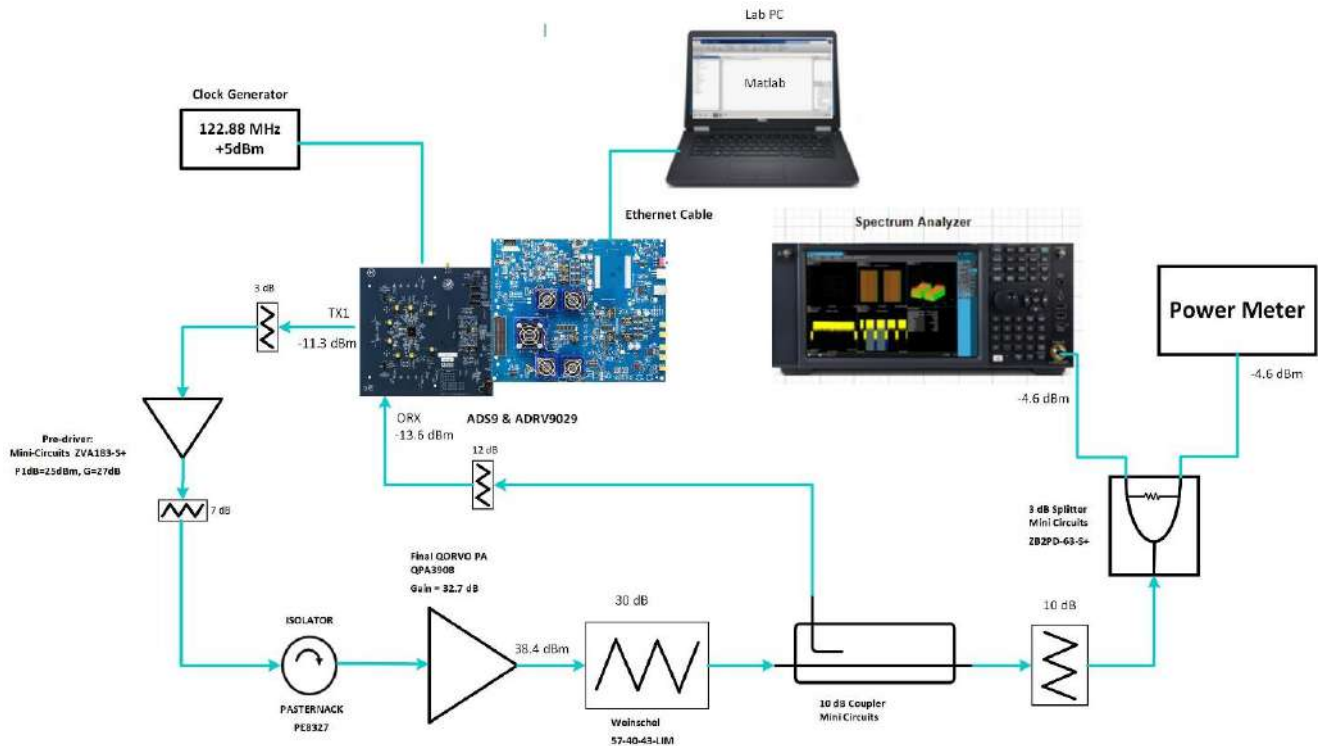 Lab PC
Matlab
Clock Generator
122.88 MHz
+5dBm
Ethernet Cable
Spectrum Analyzer
Power Meter
3 dB
TX1
-11.3 dBm
-4.6 dBm
-4.6 dBm
ORX
-13.6 dBm
ADS9 & ADRV9029
Pre-driver:
Mini-Circuits ZVA183-S+
P1dB=25dBm, G=27dB
12 dB
7 dB
3 dB Splitter
Mini Circuits
ZB2PD-63-S+
Final QORVO PA
QPA3908
Gain = 32.7 dB
30 dB
10 dB
ISOLATOR
38.4 dBm
PASTERNACK
PE8327
10 dB Coupler
Mini Circuits
Weinschel
57-40-43-LIM